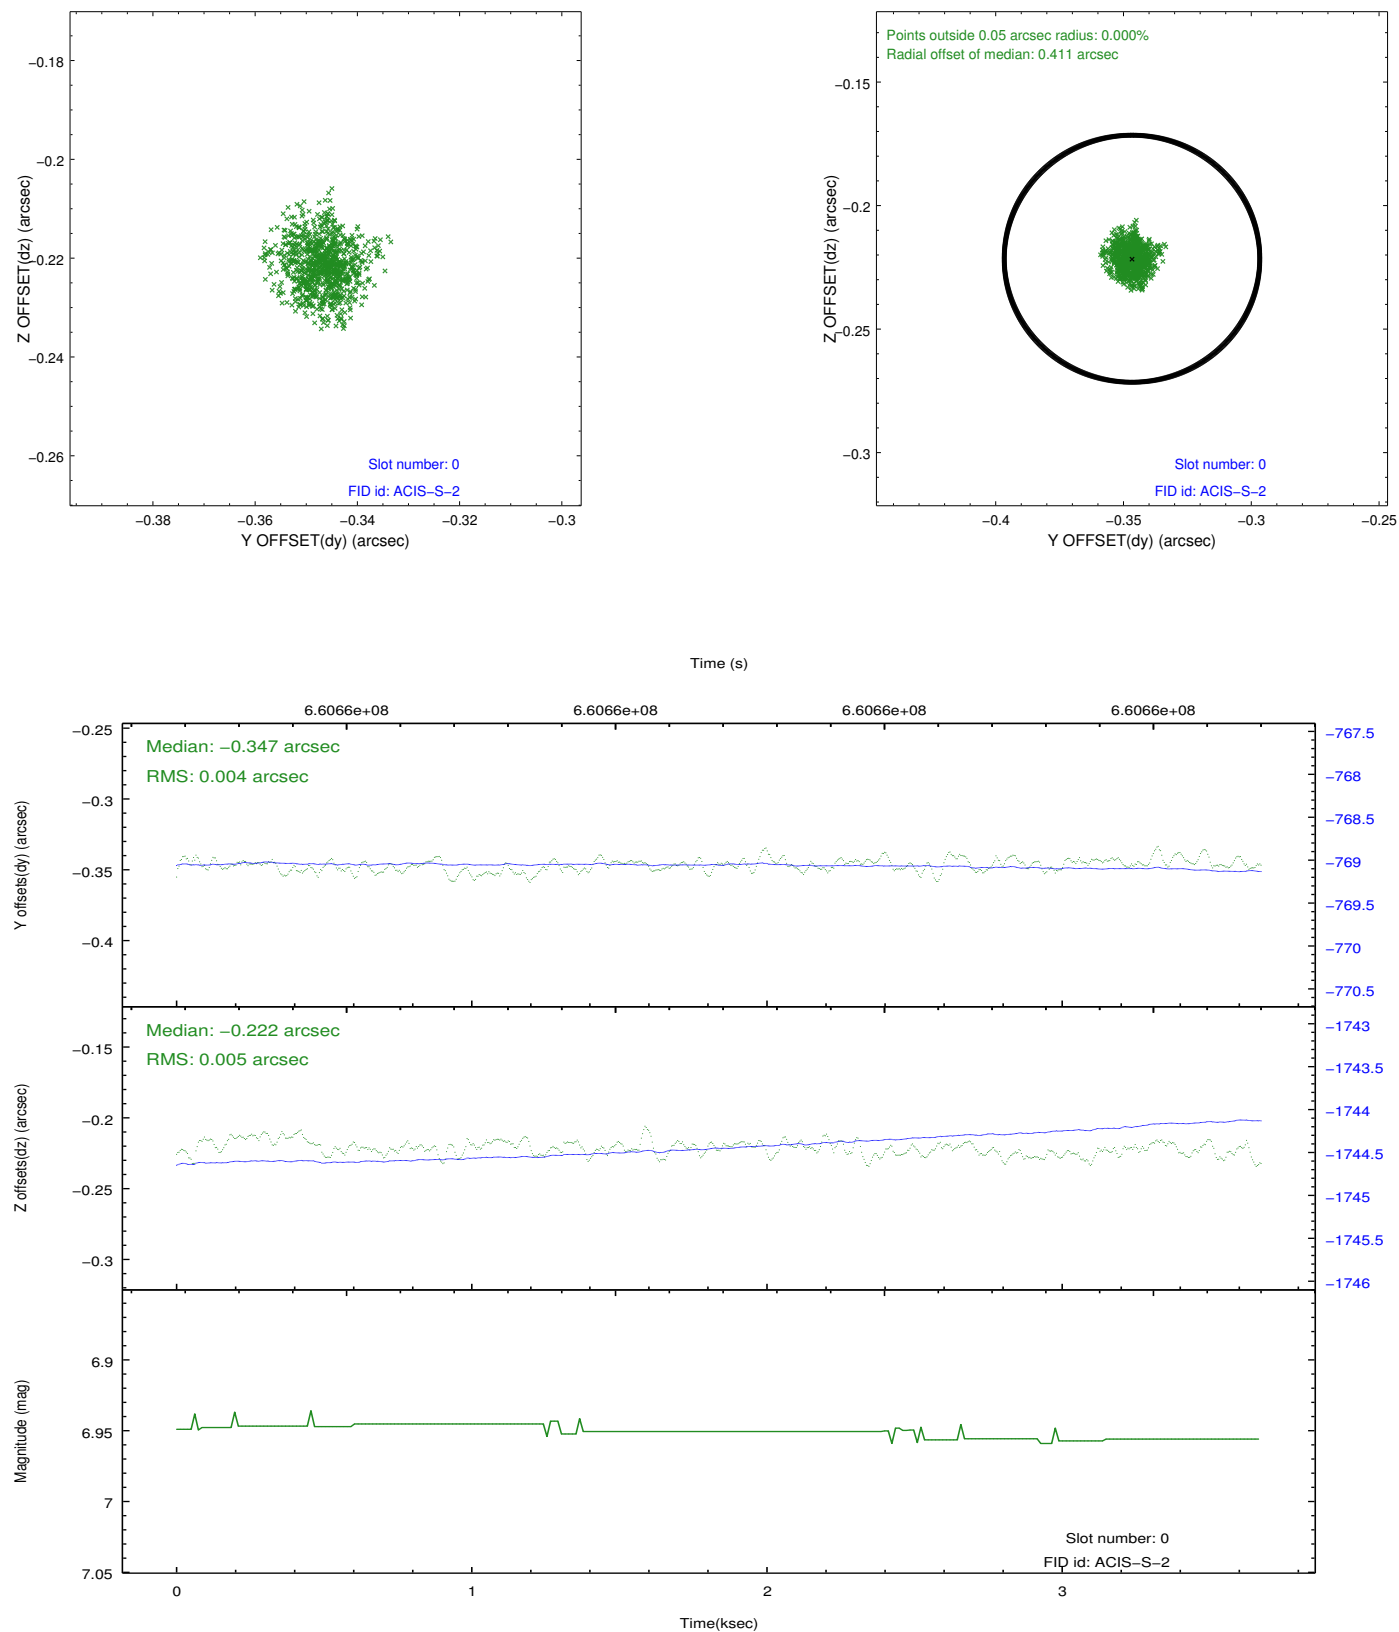 −0.18
−0.2
−0.22
−0.24
−0.26
Z OFFSET(dz) (arcsec)
Slot number: 0
FID id: ACIS−S−2
−0.38
−0.36
−0.34
−0.32
−0.3
Y OFFSET(dy) (arcsec)
Points outside 0.05 arcsec radius: 0.000%
Radial offset of median: 0.411 arcsec
−0.15
−0.2
−0.25
−0.3
Z OFFSET(dz) (arcsec)
Slot number: 0
FID id: ACIS−S−2
−0.4
−0.35
−0.3
−0.25
Y OFFSET(dy) (arcsec)
Time (s)
6.6066e+08
6.6066e+08
6.6066e+08
6.6066e+08
Median: −0.347 arcsec
RMS: 0.004 arcsec
Y offsets(dy) (arcsec)
−0.25
−0.3
−0.35
−0.4
−767.5
−768
−768.5
−769
−769.5
−770
−770.5
Median: −0.222 arcsec
RMS: 0.005 arcsec
Z offsets(dz) (arcsec)
−0.15
−0.2
−0.25
−0.3
−1743
−1743.5
−1744
−1744.5
−1745
−1745.5
−1746
Magnitude (mag)
6.9
6.95
7
7.05
Slot number: 0
FID id: ACIS−S−2
0
1
2
3
Time(ksec)